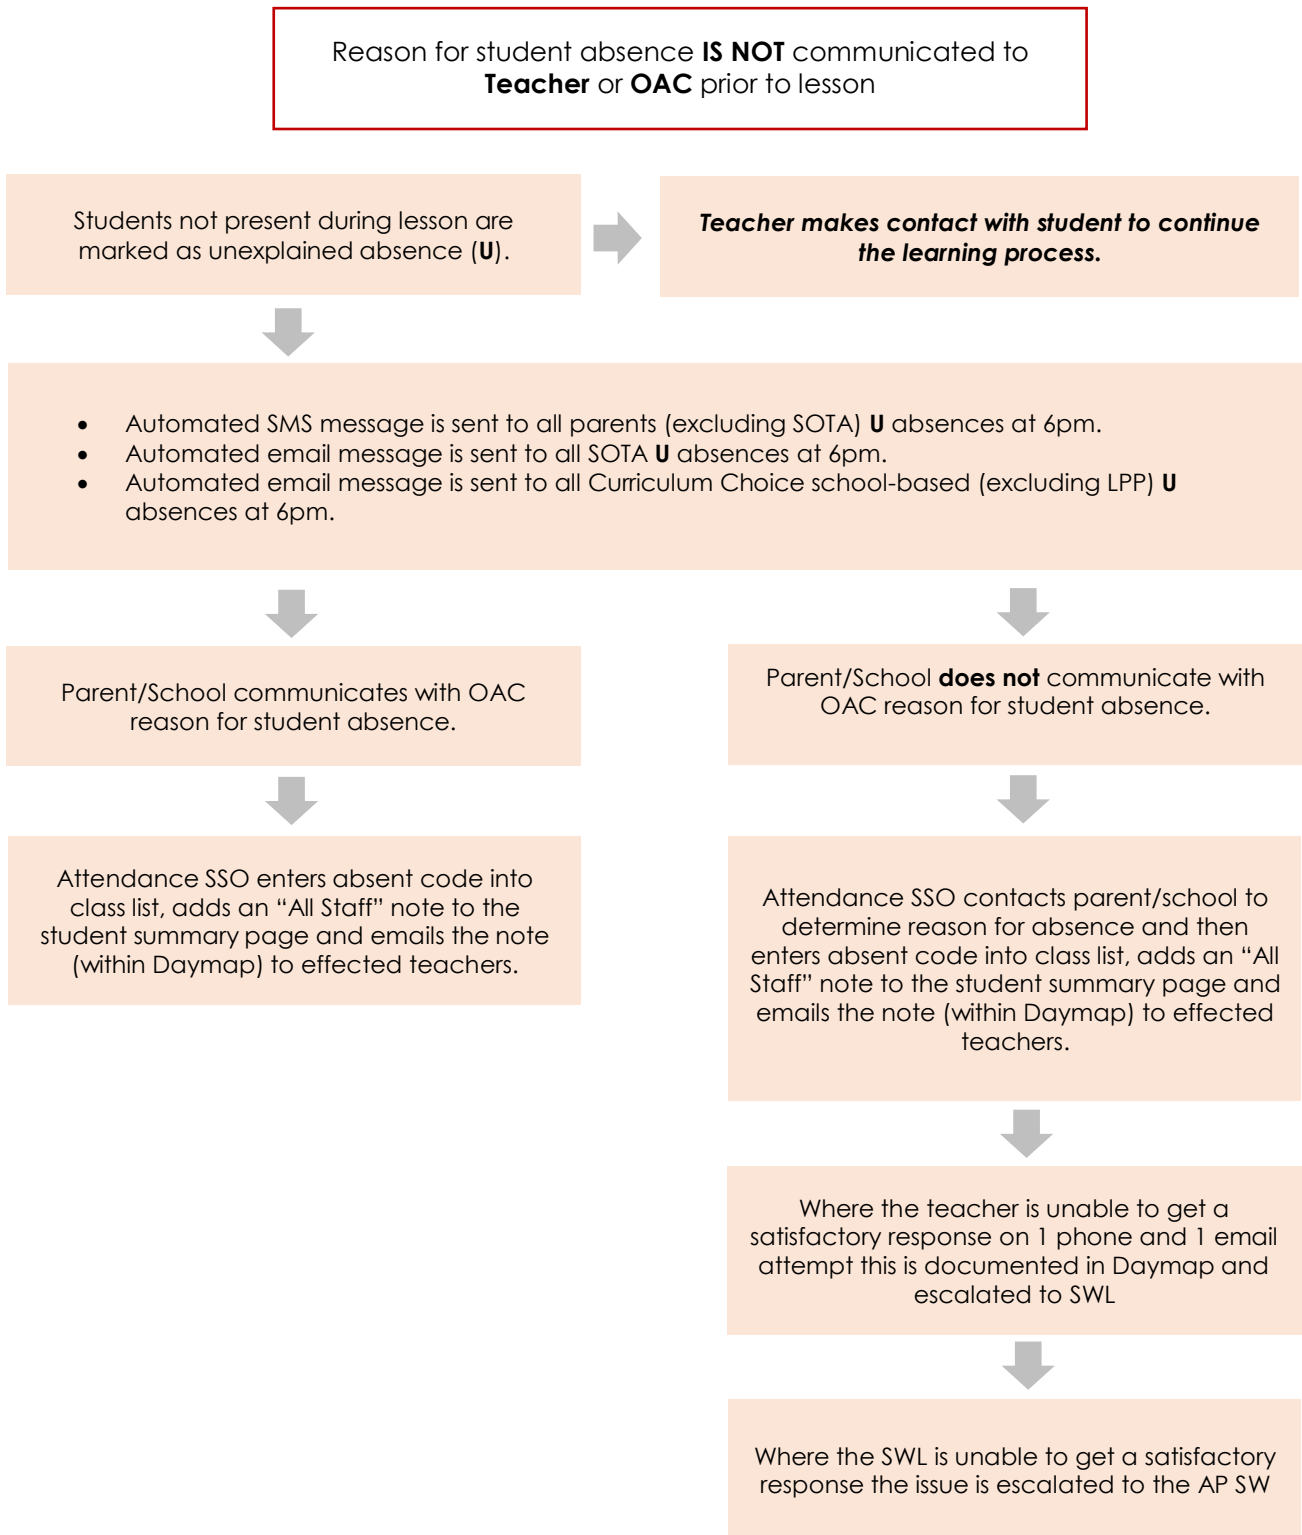 Reason for student absence IS NOT communicated to
Teacher or OAC prior to lesson
Students not present during lesson are
marked as unexplained absence (U).
Teacher makes contact with student to continue
the learning process.
• Automated SMS message is sent to all parents (excluding SOTA) U absences at 6pm.
• Automated email message is sent to all SOTA U absences at 6pm.
• Automated email message is sent to all Curriculum Choice school-based (excluding LPP) U
absences at 6pm.
Parent/School communicates with OAC
reason for student absence.
Attendance SSO enters absent code into
class list, adds an “All Staff” note to the
student summary page and emails the note
(within Daymap) to effected teachers.
Parent/School does not communicate with
OAC reason for student absence.
Attendance SSO contacts parent/school to
determine reason for absence and then
enters absent code into class list, adds an “All
Staff” note to the student summary page and
emails the note (within Daymap) to effected
teachers.
Where the teacher is unable to get a
satisfactory response on 1 phone and 1 email
attempt this is documented in Daymap and
escalated to SWL
Where the SWL is unable to get a satisfactory
response the issue is escalated to the AP SW